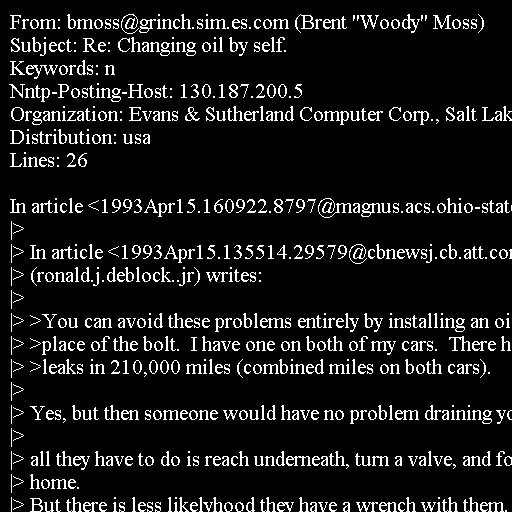 From: bmoss@grinch.sim.es.com (Brent "Woody" Moss)
Subject: Re: Changing oil by self.
Keywords: n
Nntp-Posting-Host: 130.187.200.5
Organization: Evans & Sutherland Computer Corp., Salt Lak
Distribution: usa
Lines: 26

In article <1993Apr15.160922.8797@magnus.acs.ohio-stat
|>
|> In article <1993Apr15.135514.29579@cbnewsj.cb.att.co
|> (ronald.j.deblock..jr) writes:
|>
|> >You can avoid these problems entirely by installing an oi
|> >place of the bolt.  I have one on both of my cars.  There h
|> >leaks in 210,000 miles (combined miles on both cars).
|>
|> Yes, but then someone would have no problem draining yo
|>
|> all they have to do is reach underneath, turn a valve, and fo
|> home.
|> But there is less likelyhood they have a wrench with them.